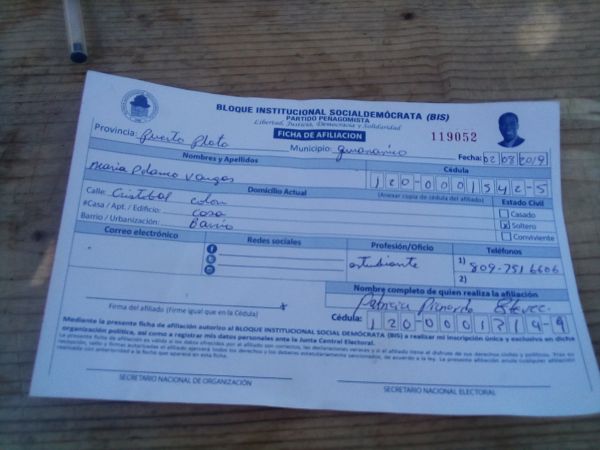 BLOQUE INSTITUCIONAL SOCIALDEMÓCRATA (BIS)
PARTIDO PEÑAGOMISTA
Libertad, Justicia, Democracia y Solidaridad
FICHA DE AFILIACION
119052
Provincia: Puerto Plata Municipio: guananico Fecha: 02 08 2019
Nombres y Apellidos Cédula
Maria Polanco Vargas 120-0001542-5
Domicilio Actual (Anexar copia de cédula del afiliado)
Calle: Cristobal colon Estado Civil
#Casa / Apt. / Edificio: Casa Casado
Barrio / Urbanización: Barrio X Soltero
Conviviente
Correo electrónico Redes sociales Profesión/Oficio Teléfonos
estudiante 1) 809-751 6606
2)
Nombre completo de quien realiza la afiliación
Patricia Estevez
Firma del afiliado (Firme igual que en la Cédula) x
Cédula: 120-0001319-9
Mediante la presente ficha de afiliación autorizo al BLOQUE INSTITUCIONAL SOCIAL DEMÓCRATA (BIS) a realizar mi inscripción única y exclusiva en dicha
organización política, así como a registrar mis datos personales ante la Junta Central Electoral.
SECRETARIO NACIONAL DE ORGANIZACIÓN SECRETARIO NACIONAL ELECTORAL